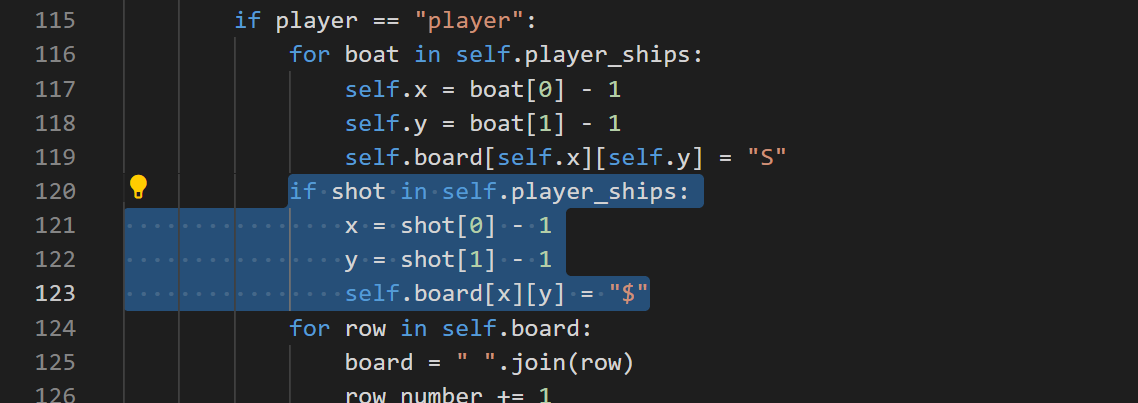 115 if player == "player":
116 for boat in self.player_ships:
117 self.x = boat[0] - 1
118 self.y = boat[1] - 1
119 self.board[self.x][self.y] = "S"
120 if shot in self.player_ships:
121 x = shot[0] - 1
122 y = shot[1] - 1
123 self.board[x][y] = "$"
124 for row in self.board:
125 board = " ".join(row)
126 row_number += 1